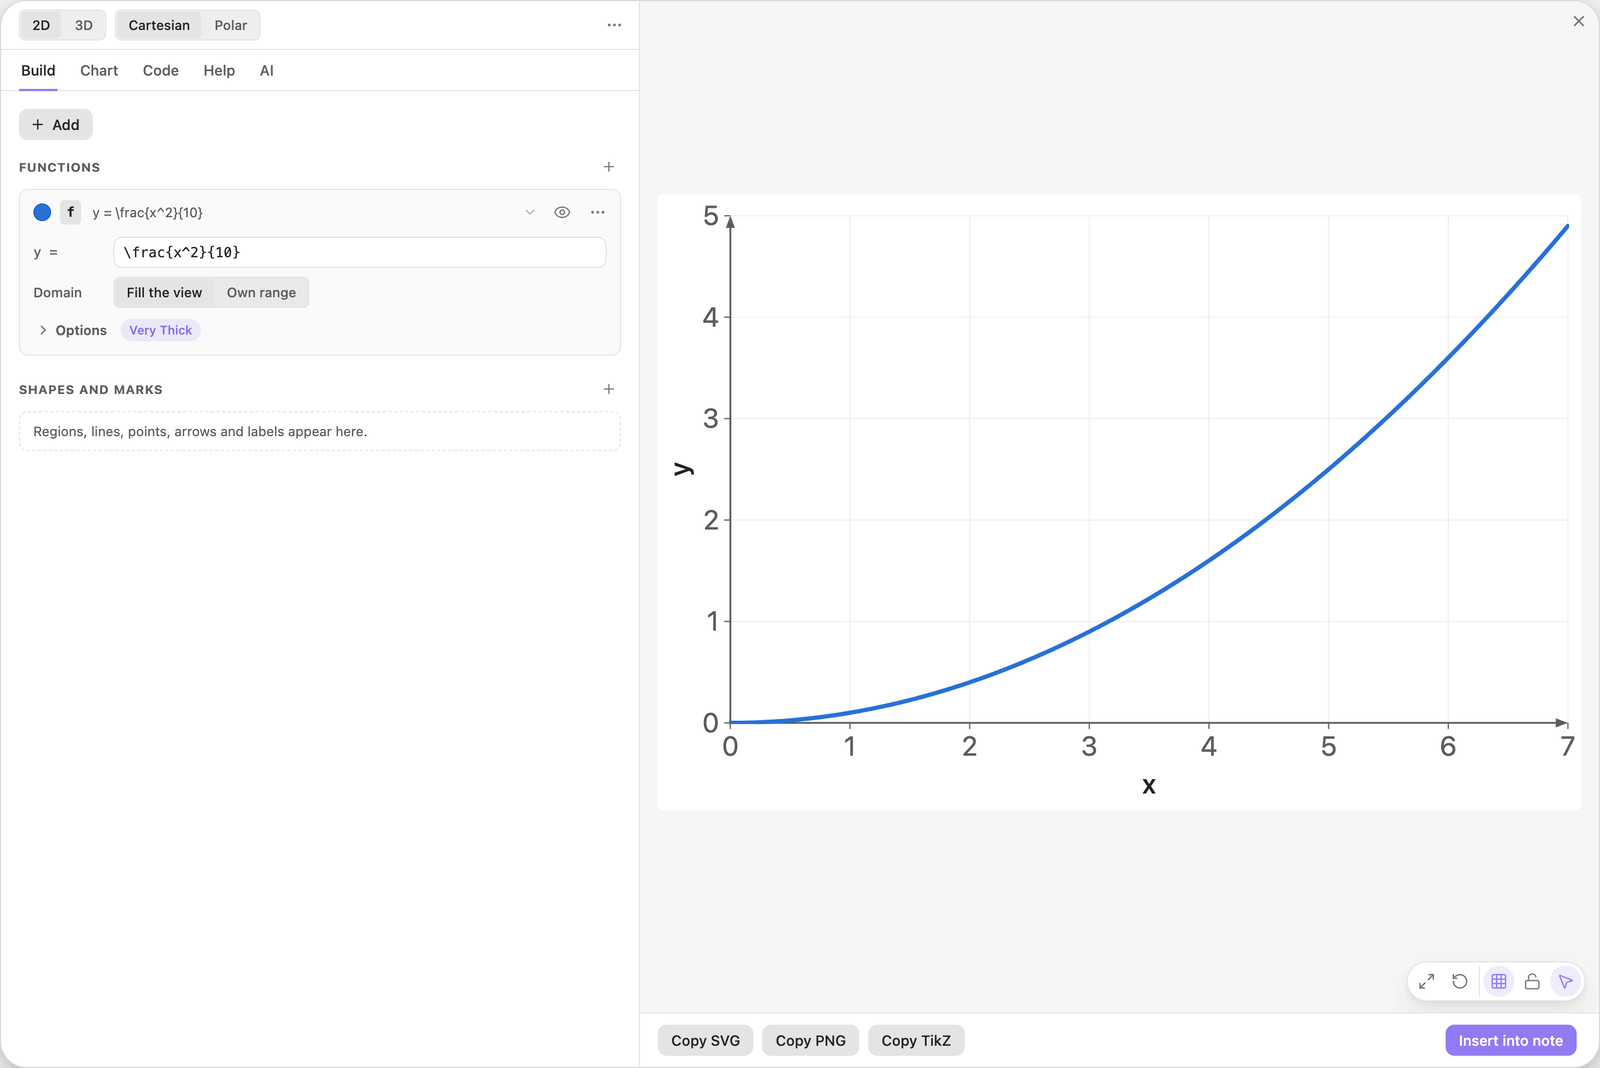 2D 3D Cartesian Polar
Build Chart Code Help AI
+ Add
FUNCTIONS
f y = \frac{x^2}{10}
y = \frac{x^2}{10}
Domain Fill the view Own range
Options Very Thick
SHAPES AND MARKS
Regions, lines, points, arrows and labels appear here.
5
4
3
y
2
1
0
0 1 2 3 4 5 6 7
x
Copy SVG Copy PNG Copy TikZ Insert into note